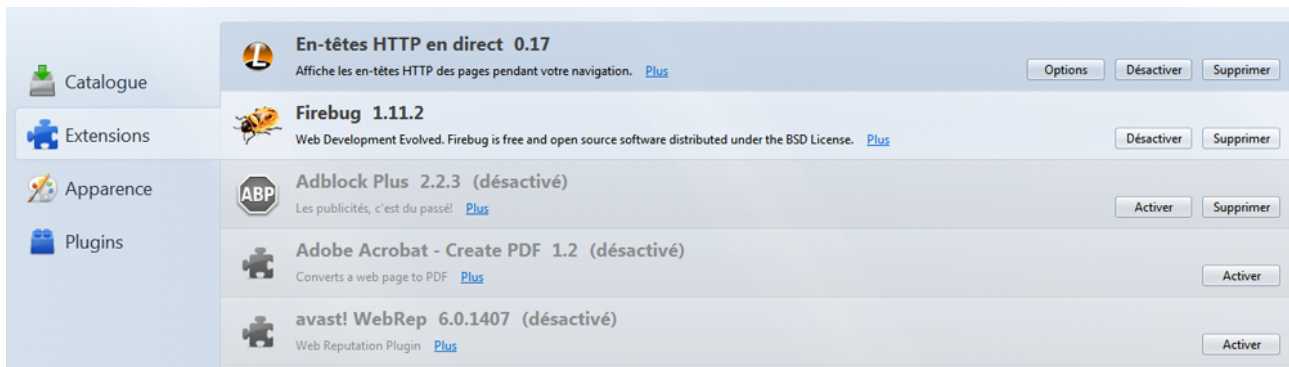 Catalogue
Extensions
Apparence
Plugins
L
En-têtes HTTP en direct 0.17
Affiche les en-têtes HTTP des pages pendant votre navigation. Plus
Options Désactiver Supprimer
Firebug 1.11.2
Web Development Evolved. Firebug is free and open source software distributed under the BSD License. Plus
Désactiver Supprimer
ABP
Adblock Plus 2.2.3 (désactivé)
Les publicités, c'est du passé! Plus
Activer Supprimer
Adobe Acrobat - Create PDF 1.2 (désactivé)
Converts a web page to PDF Plus
Activer
avast! WebRep 6.0.1407 (désactivé)
Web Reputation Plugin Plus
Activer